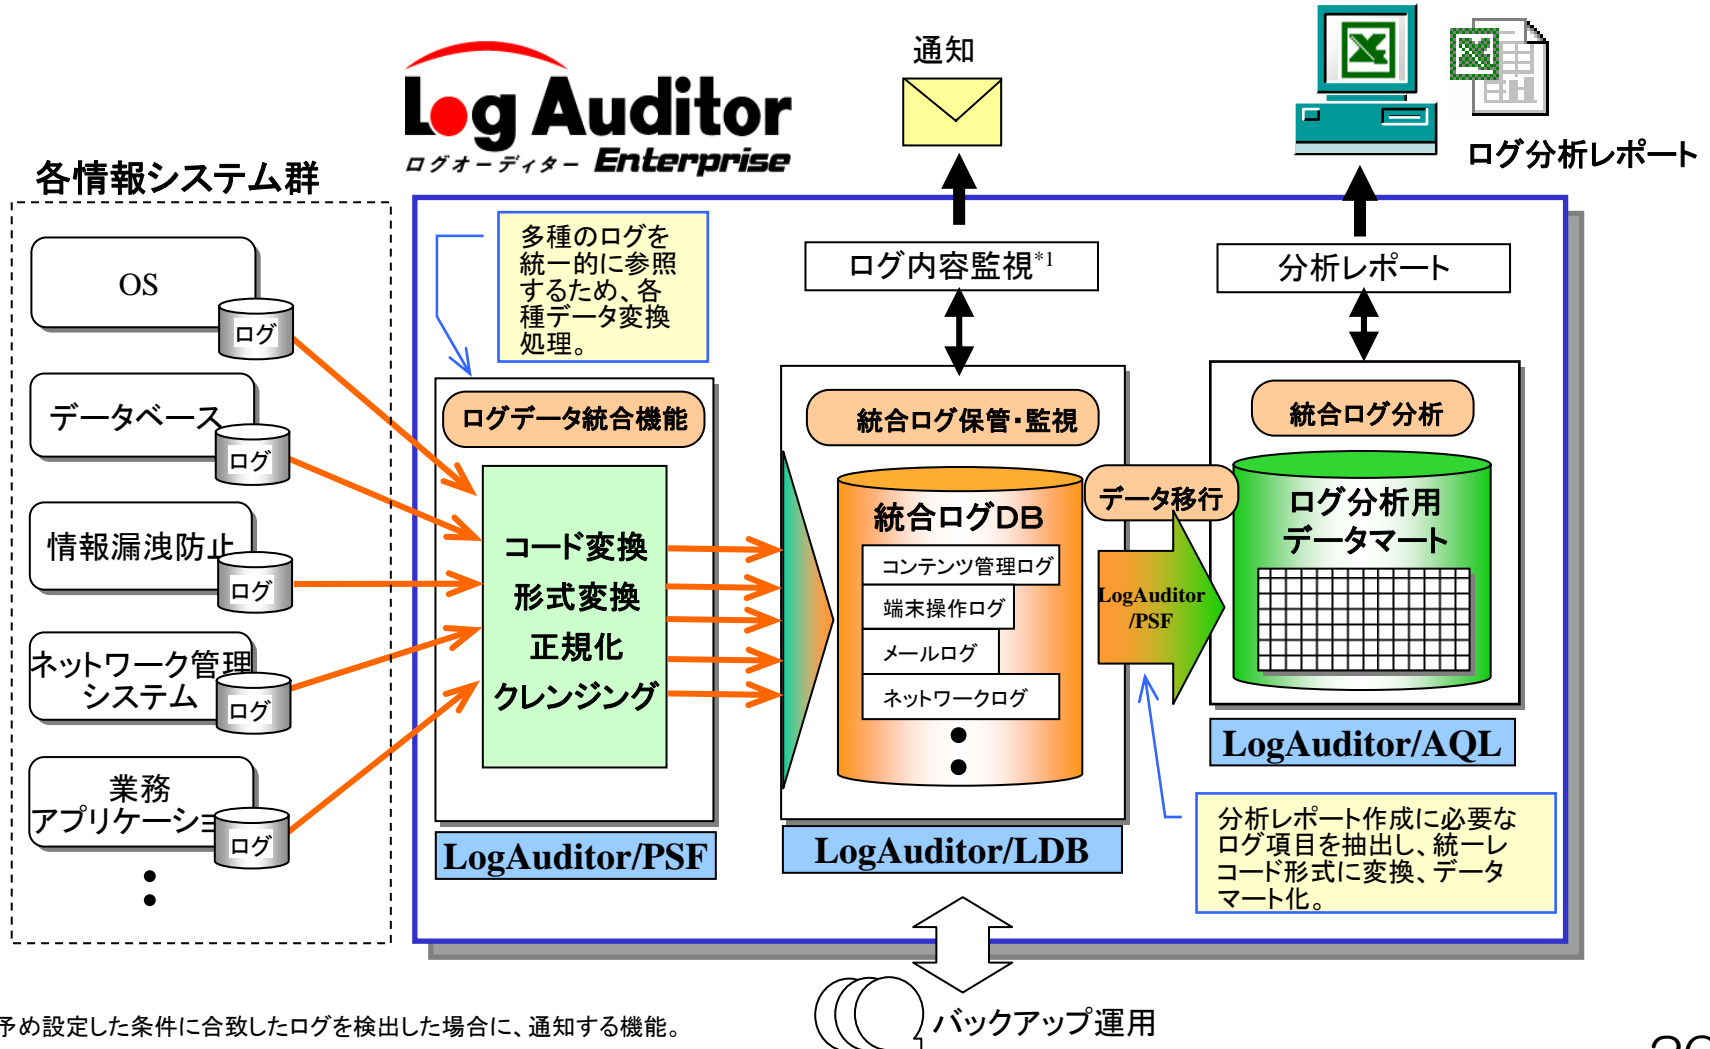 通知
Log Auditor
ログオーディター Enterprise
ログ分析レポート
各情報システム群
OS
ログ
データベース
ログ
情報漏洩防止
ログ
ネットワーク管理
システム
ログ
業務
アプリケーショ
ログ
多種のログを
統一的に参照
するため、各
種データ変換
処理。
ログ内容監視*1
分析レポート
ログデータ統合機能
コード変換
形式変換
正規化
クレンジング
LogAuditor/PSF
統合ログ保管・監視
統合ログDB
コンテンツ管理ログ
端末操作ログ
メールログ
ネットワークログ
LogAuditor/LDB
データ移行
LogAuditor
/PSF
統合ログ分析
ログ分析用
データマート
LogAuditor/AQL
分析レポート作成に必要な
ログ項目を抽出し、統一レ
コード形式に変換、データ
マート化。
バックアップ運用
予め設定した条件に合致したログを検出した場合に、通知する機能。